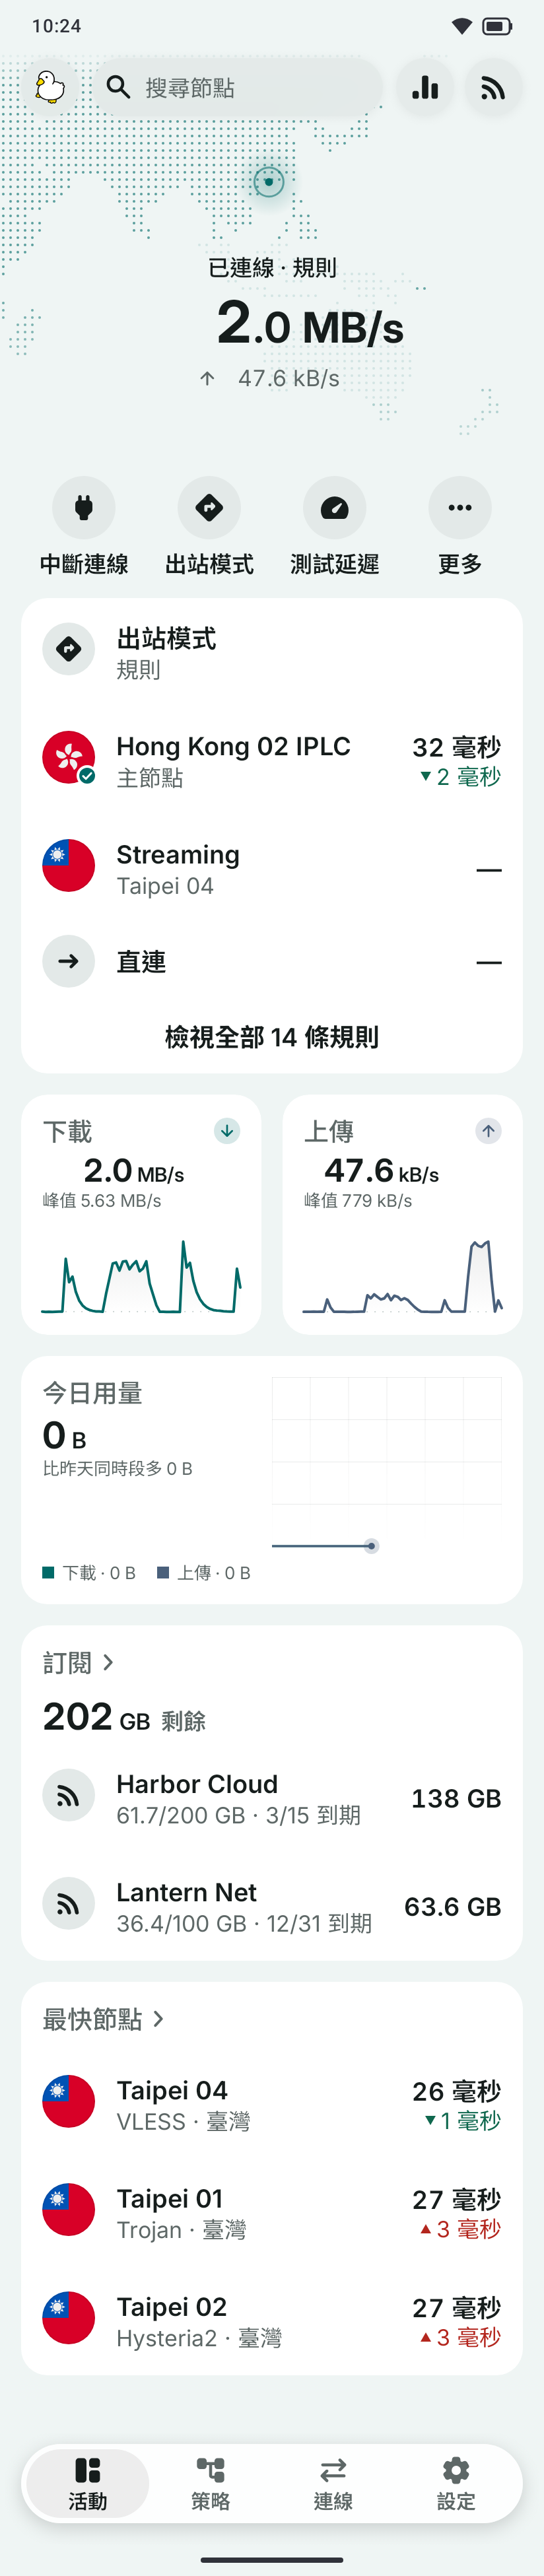 10:24
搜尋節點
已連線 · 規則
2.0 MB/s
↑ 47.6 kB/s
中斷連線 出站模式 測試延遲 更多
出站模式
規則
Hong Kong 02 IPLC 32 毫秒
主節點 ▼2 毫秒
Streaming —
Taipei 04
直連 —
檢視全部 14 條規則
下載 上傳
2.0 MB/s 47.6 kB/s
峰值 5.63 MB/s 峰值 779 kB/s
今日用量
0 B
比昨天同時段多 0 B
下載 · 0 B 上傳 · 0 B
訂閱
202 GB 剩餘
Harbor Cloud 138 GB
61.7/200 GB · 3/15 到期
Lantern Net 63.6 GB
36.4/100 GB · 12/31 到期
最快節點
Taipei 04 26 毫秒
VLESS · 臺灣 ▼1 毫秒
Taipei 01 27 毫秒
Trojan · 臺灣 ▲3 毫秒
Taipei 02 27 毫秒
Hysteria2 · 臺灣 ▲3 毫秒
活動 策略 連線 設定